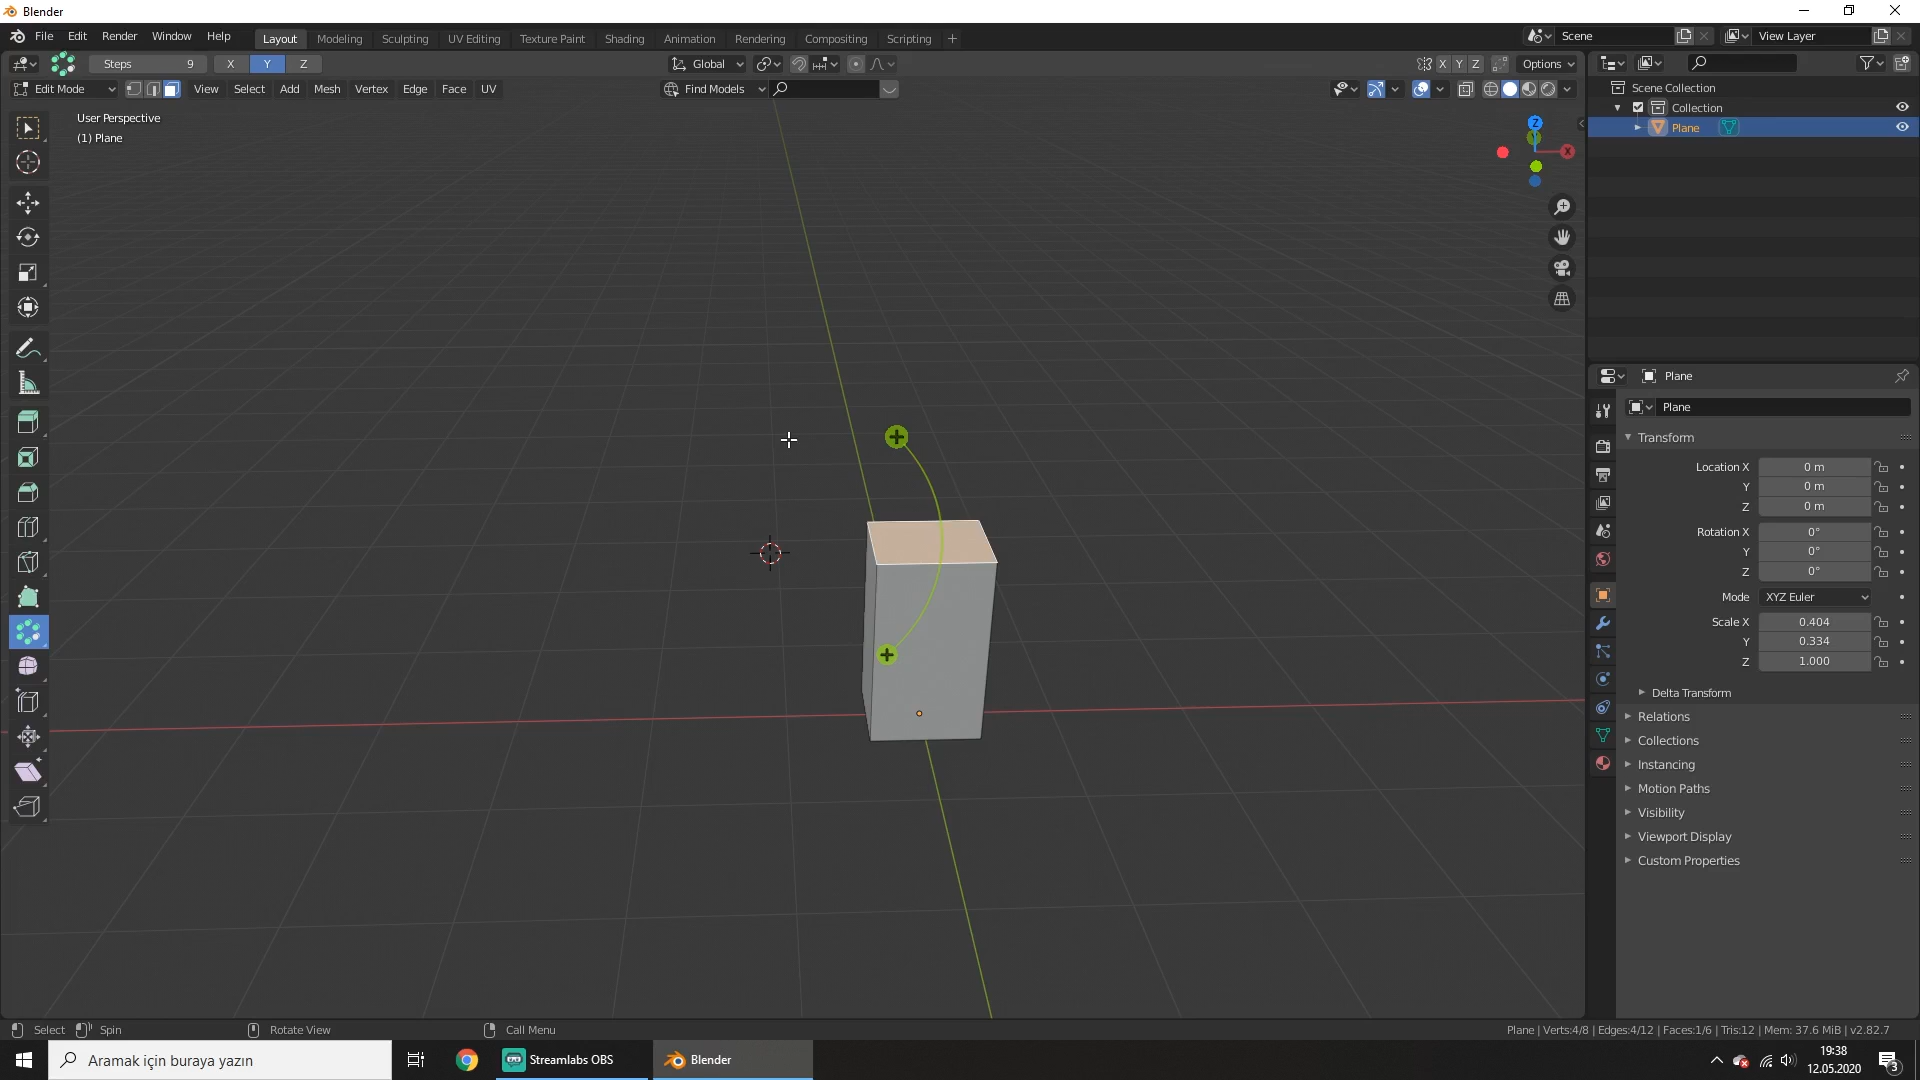 Blender
File Edit Render Window Help
Layout Modeling Sculpting UV Editing Texture Paint Shading Animation Rendering Compositing Scripting
Scene
View Layer
Steps 9 X Y Z
Global
X Y Z
Options
Edit Mode
View Select Add Mesh Vertex Edge Face UV
Find Models
User Perspective
(1) Plane
Z
X
Scene Collection
Collection
Plane
Plane
Plane
Transform
Location X 0 m
Y 0 m
Z 0 m
Rotation X 0°
Y 0°
Z 0°
Mode XYZ Euler
Scale X 0.404
Y 0.334
Z 1.000
Delta Transform
Relations
Collections
Instancing
Motion Paths
Visibility
Viewport Display
Custom Properties
Select Spin Rotate View Call Menu
Plane | Verts:4/8 | Edges:4/12 | Faces:1/6 | Tris:12 | Mem: 37.6 MiB | v2.82.7
Aramak için buraya yazın
Streamlabs OBS
Blender
19:38
12.05.2020
3